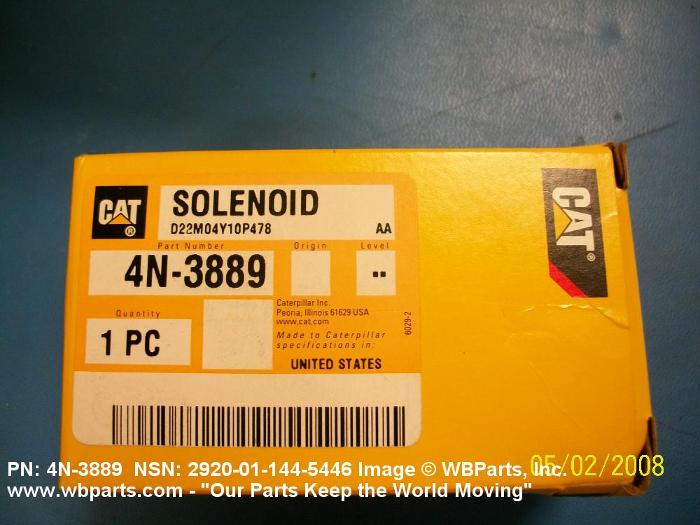 CAT®
SOLENOID
D22M04Y10P478 AA
Part Number Origin Level
4N-3889 --
Quantity
1 PC
Caterpillar Inc.
Peoria, Illinois 61629 USA
www.cat.com
Made to Caterpillar
specifications in:
UNITED STATES
6029-2
CAT®
05/02/2008
PN: 4N-3889 NSN: 2920-01-144-5446 Image © WBParts, Inc.
www.wbparts.com - "Our Parts Keep the World Moving"